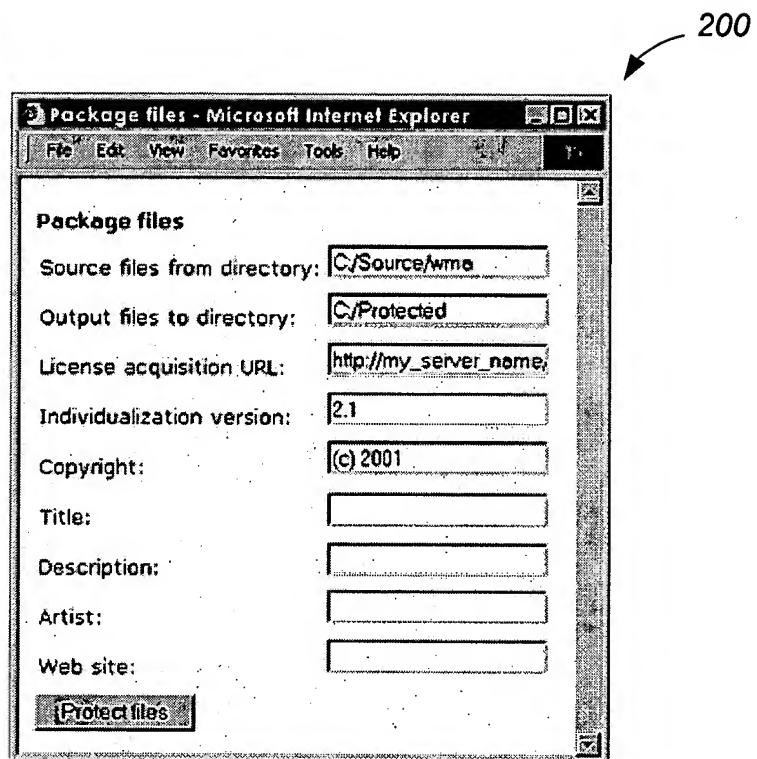 200
Package files - Microsoft Internet Explorer
File Edit View Favorites Tools Help
Package files
Source files from directory: C:/Source/wma
Output files to directory: C:/Protected
License acquisition URL: http://my_server_name/
Individualization version: 2.1
Copyright: (c) 2001
Title:
Description:
Artist:
Web site:
Protect files